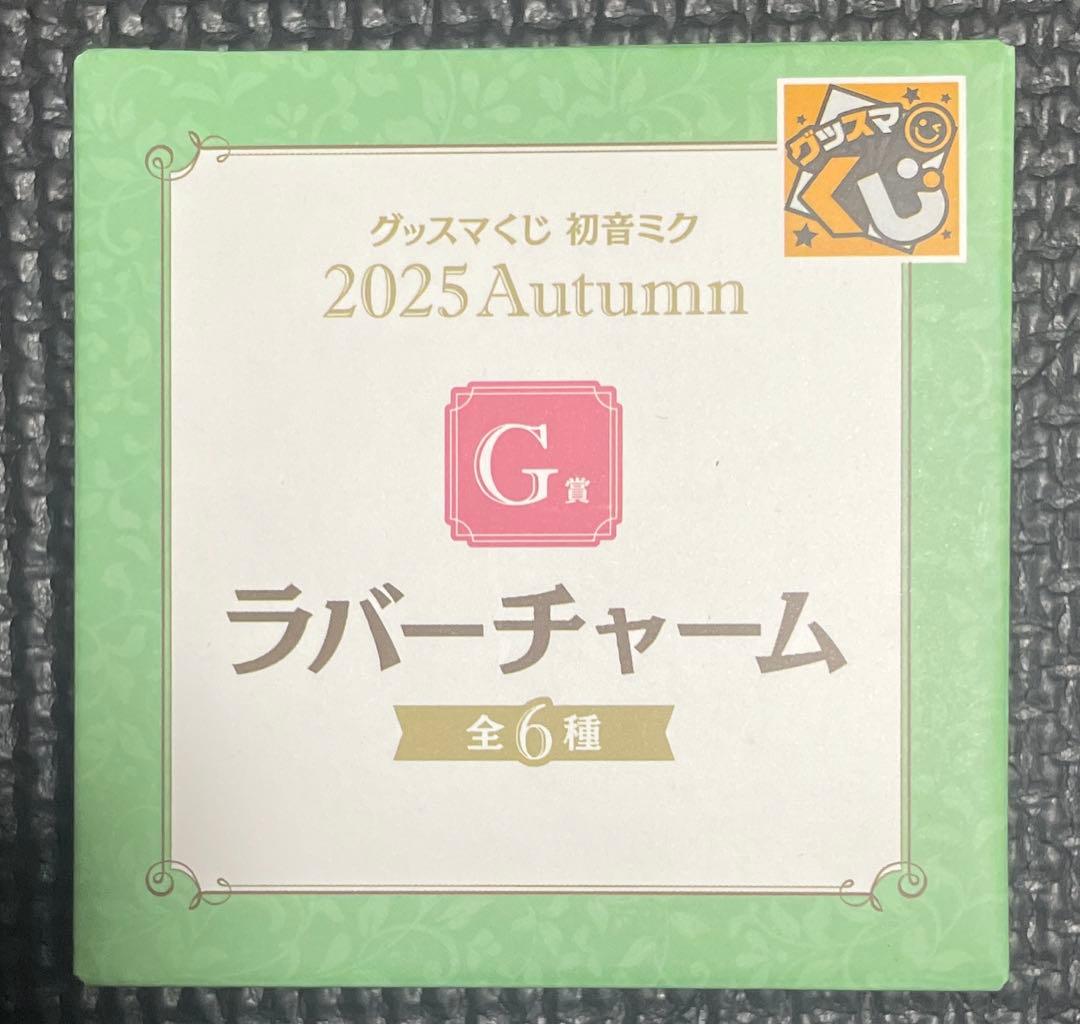 グッスマ
くじ
グッスマくじ 初音ミク
2025 Autumn
G賞
ラバーチャーム
全6種